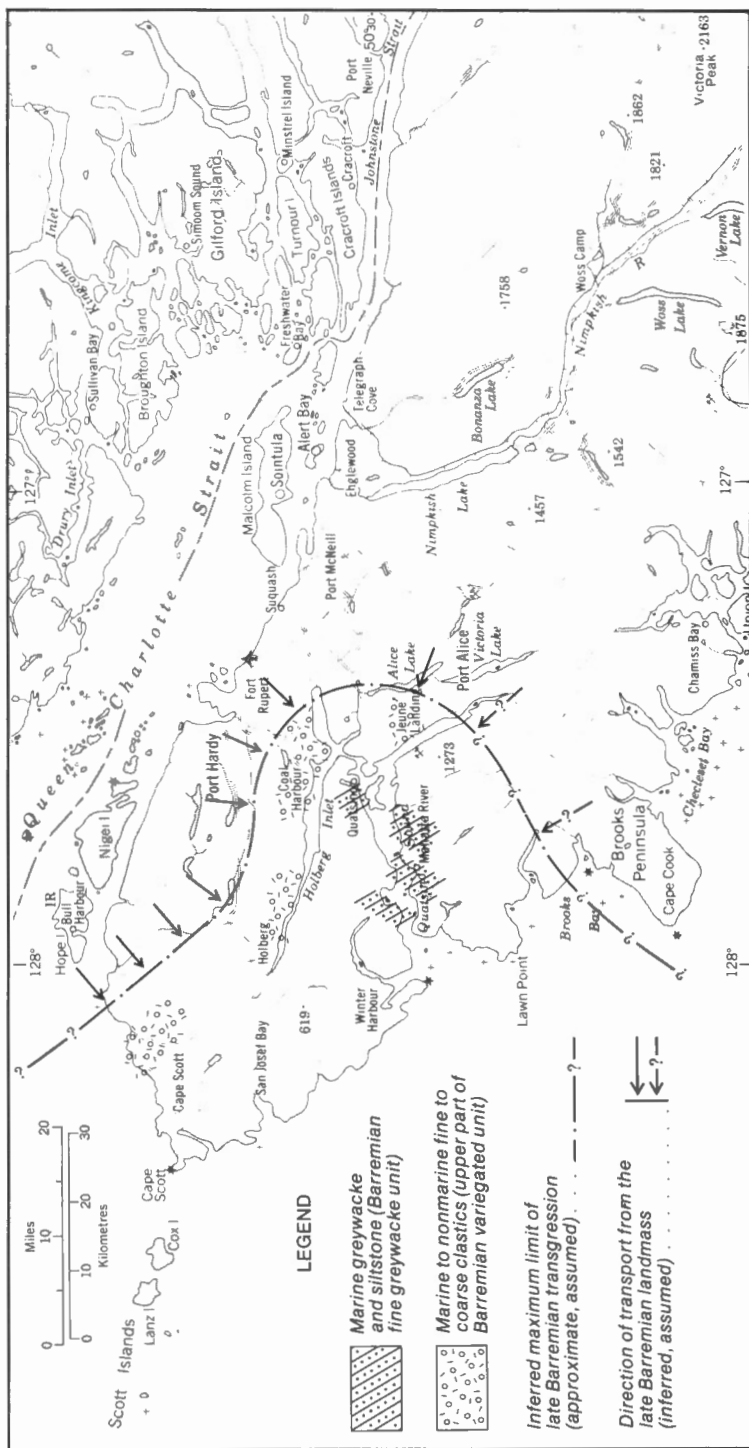 128°
127°
Queen
Charlotte
Strait
Hope I
IR
Bull
Harbour
Nigei I
Drury Inlet
Sullivan Bay
Kingcome
Inlet
Broughton Island
Simoom Sound
Gilford Island
Minstrel Island
Port
Neville
50°30'
Freshwater
Bay
Turnour I
Cracroft Islands
Cracroft
Johnstone
Strait
Malcolm Island
Sointula
Alert Bay
Telegraph
Cove
Englewood
Suquash
Port McNeill
Fort
Rupert
Port Hardy
Coal
Harbour
Holberg
Holberg
Inlet
Quatsino
Quatsino
Sound
Jeune
Landing
Alice
Lake
Port Alice
Victoria
Lake
1273
Nimpkish
Lake
1457
Bonanza
Lake
1758
1542
Woss Camp
Nimpkish
R
Woss
Lake
Vernon
Lake
1875
1821
1862
Victoria 2163
Peak
Scott Islands
Lanz I
Cox I
Cape
Scott
Cape Scott
San Josef Bay
619
Winter
Harbour
Lawn Point
Brooks
Bay
Brooks
Peninsula
Cape Cook
Checleset Bay
Chamiss Bay
128°
127°
Miles
0 10 20
0 10 20 30
Kilometres
LEGEND
Marine greywacke
and siltstone (Barremian
fine greywacke unit)
Marine to nonmarine fine to
coarse clastics (upper part of
Barremian variegated unit)
Inferred maximum limit of
late Barremian transgression
(approximate, assumed) . . . — · — ? —
Direction of transport from the
late Barremian landmass
(inferred, assumed) . . . . . . . . . . ?